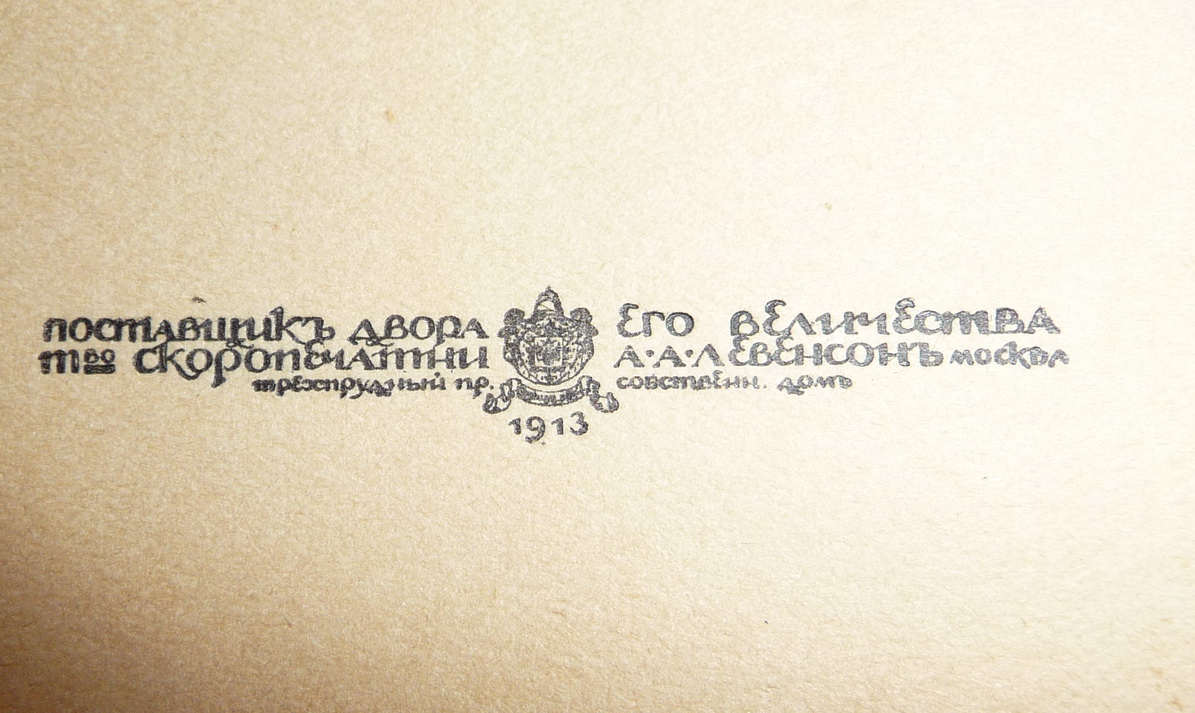 поставщикъ двора его величества
т во скоропечатни А·А·Левенсонъ москва
трехпрудный пр. собственн. домъ
1913